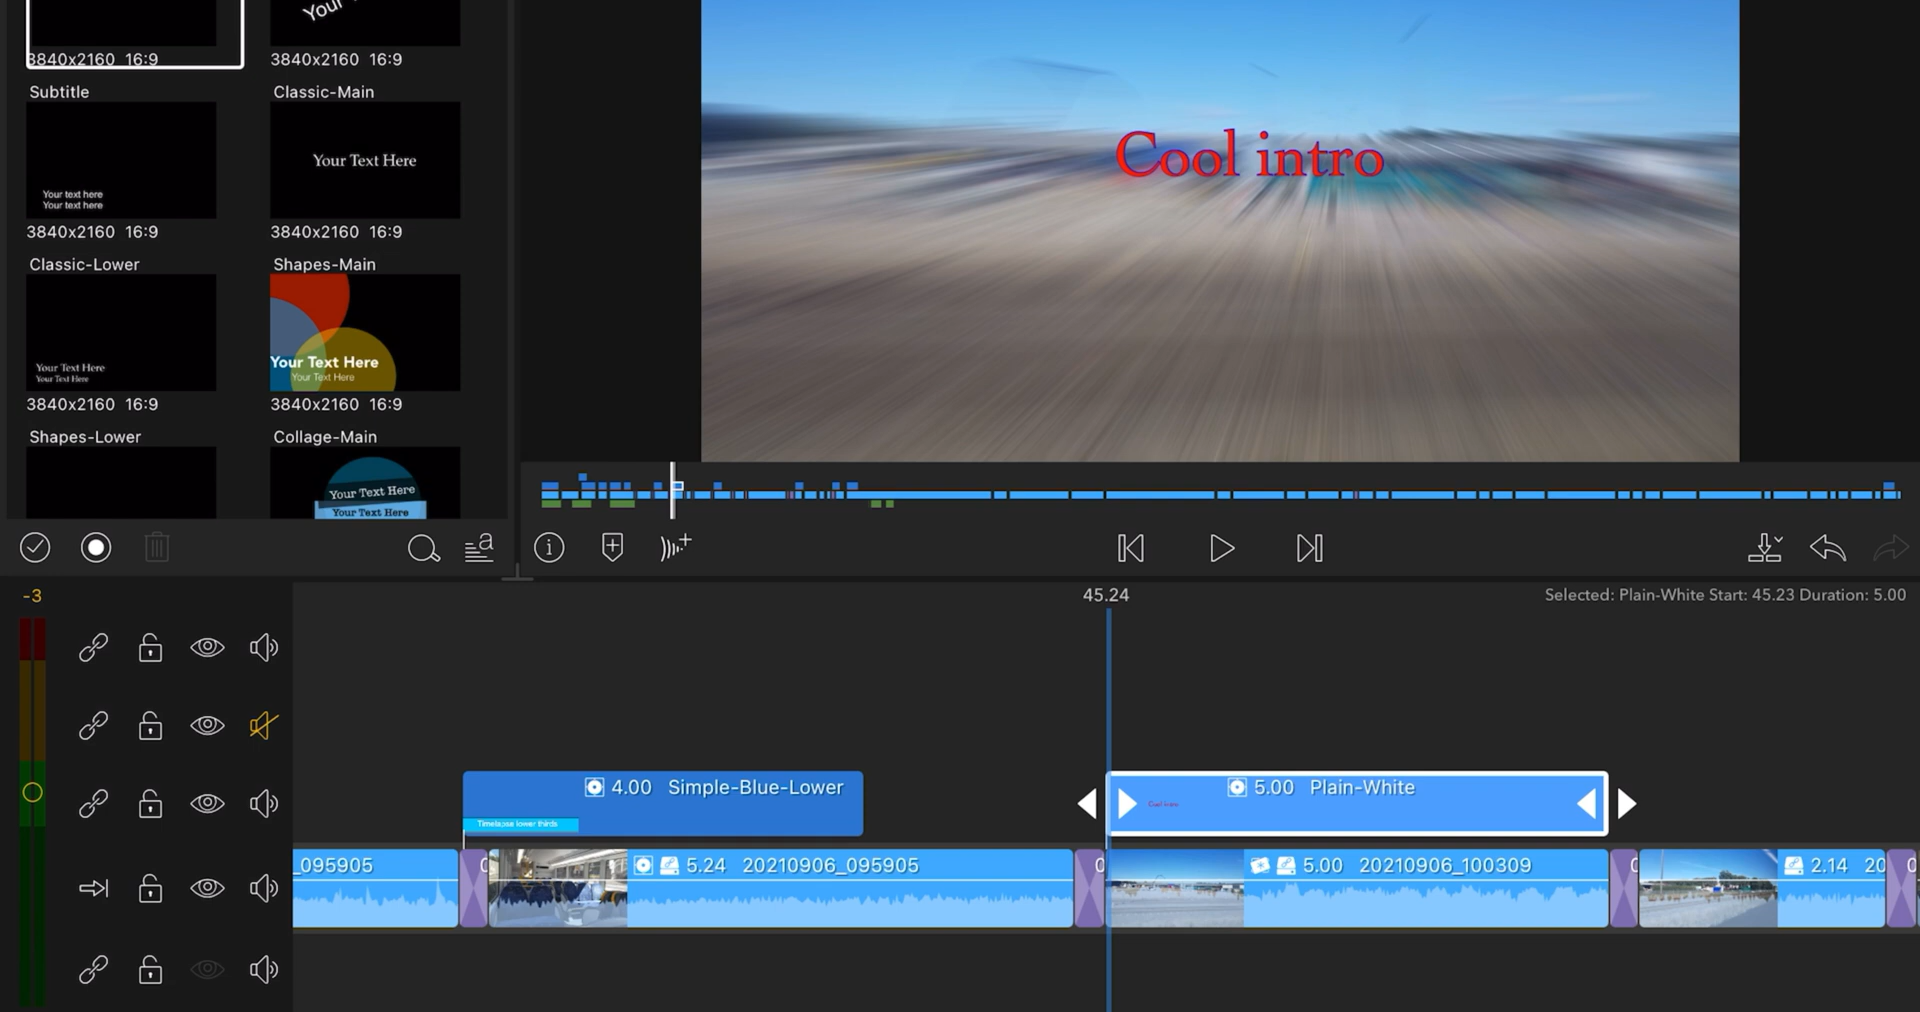 Your
3840x2160 16:9
3840x2160 16:9
Subtitle
Classic-Main
Your text here
Your text here
Your Text Here
3840x2160 16:9
3840x2160 16:9
Classic-Lower
Shapes-Main
Your Text Here
Your Text Here
Your Text Here
Your Text Here
3840x2160 16:9
3840x2160 16:9
Shapes-Lower
Collage-Main
Your Text Here
Your Text Here
Cool intro
-3
45.24
Selected: Plain-White Start: 45.23 Duration: 5.00
4.00 Simple-Blue-Lower
Timelapse lower thirds
5.00 Plain-White
Cool intro
_095905
5.24 20210906_095905
5.00 20210906_100309
2.14 20